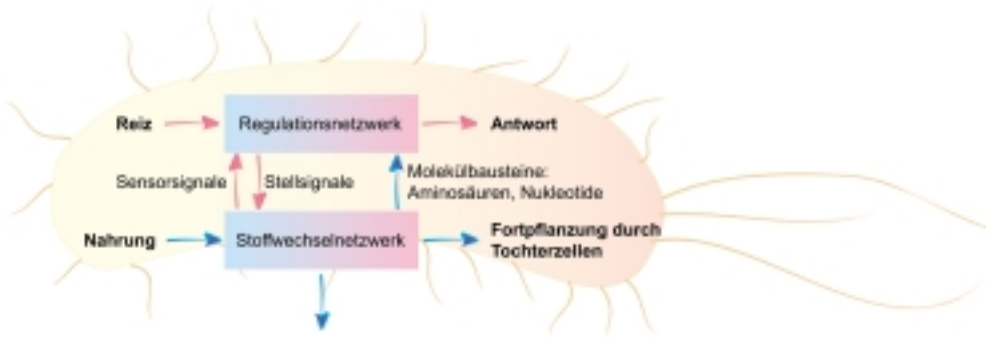 Reiz
Regulationsnetzwerk
Antwort
Sensorsignale
Stellsignale
Molekülbausteine:
Aminosäuren, Nukleotide
Nahrung
Stoffwechselnetzwerk
Fortpflanzung durch
Tochterzellen